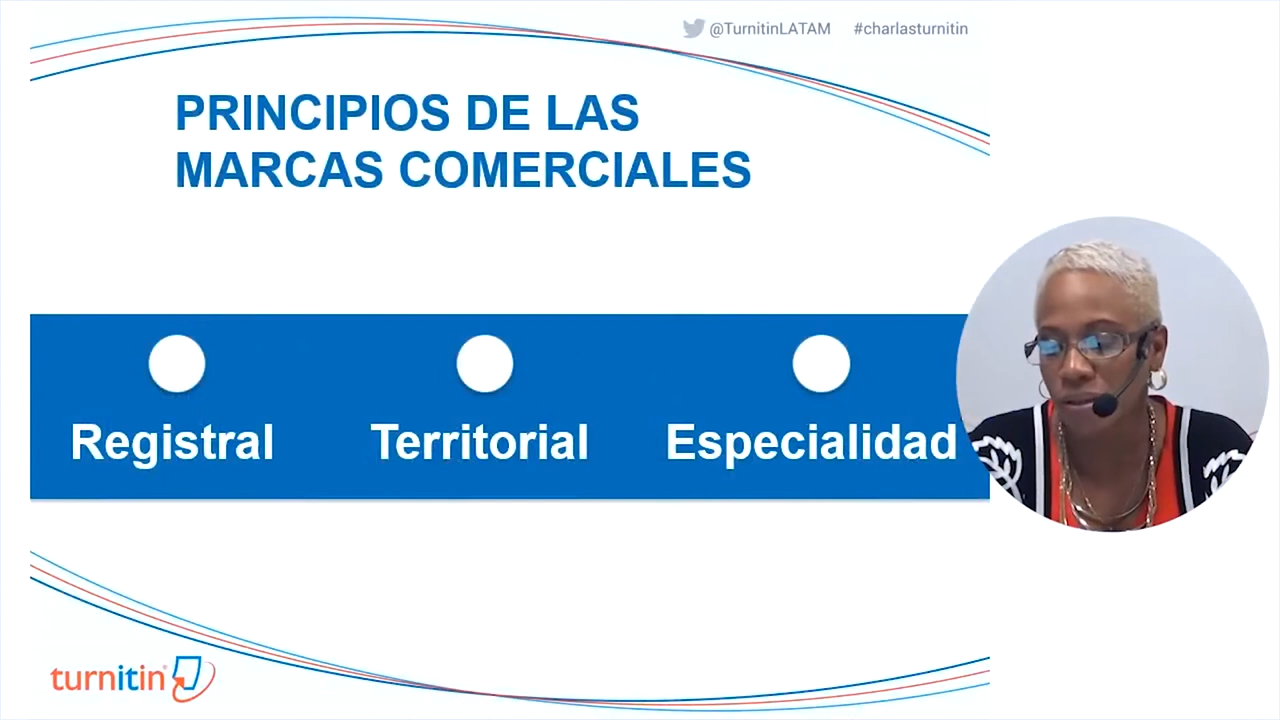 @TurnitinLATAM #charlasturnitin
PRINCIPIOS DE LAS
MARCAS COMERCIALES
Registral Territorial Especialidad
turnitin